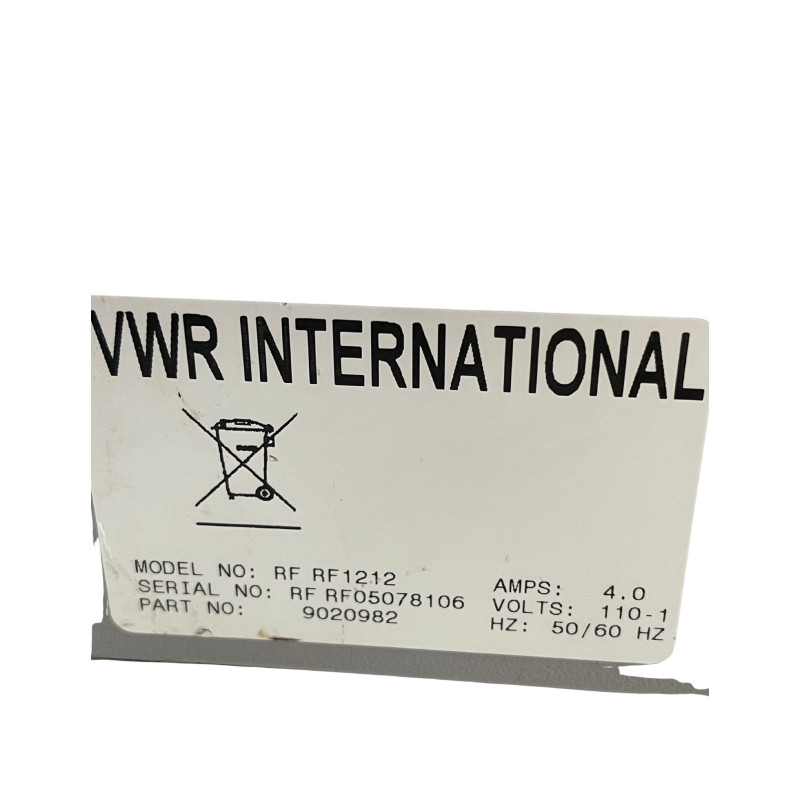 VWR INTERNATIONAL
MODEL NO: RF RF1212
SERIAL NO: RF RF05078106
PART NO: 9020982
AMPS: 4.0
VOLTS: 110-1
HZ: 50/60 HZ